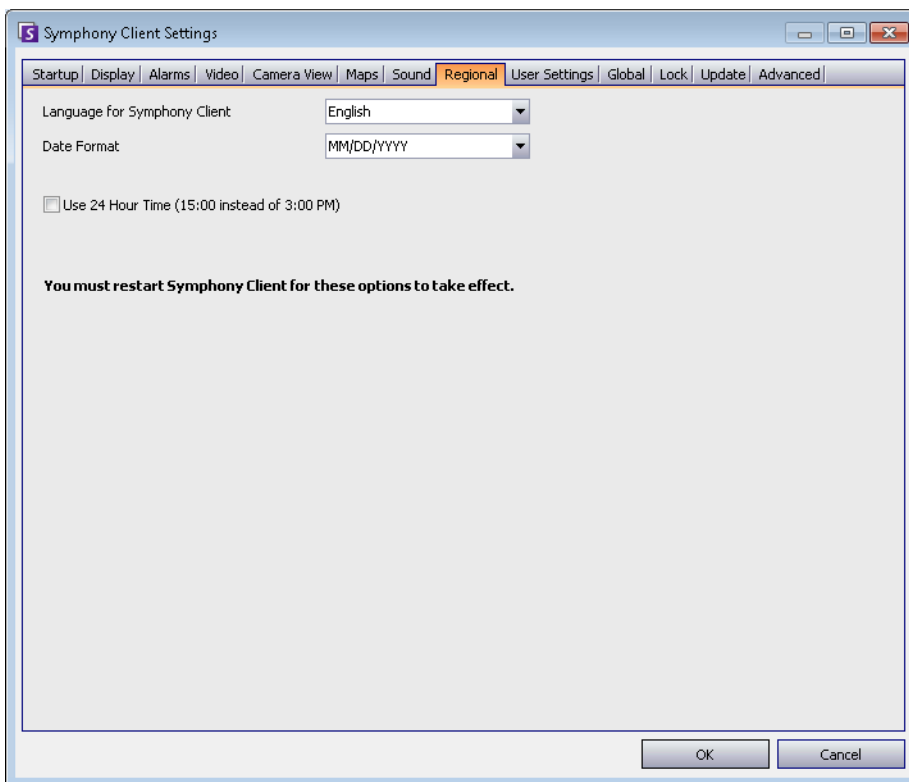 Symphony Client Settings
Startup Display Alarms Video Camera View Maps Sound Regional User Settings Global Lock Update Advanced
Language for Symphony Client English
Date Format MM/DD/YYYY
Use 24 Hour Time (15:00 instead of 3:00 PM)
You must restart Symphony Client for these options to take effect.
OK Cancel